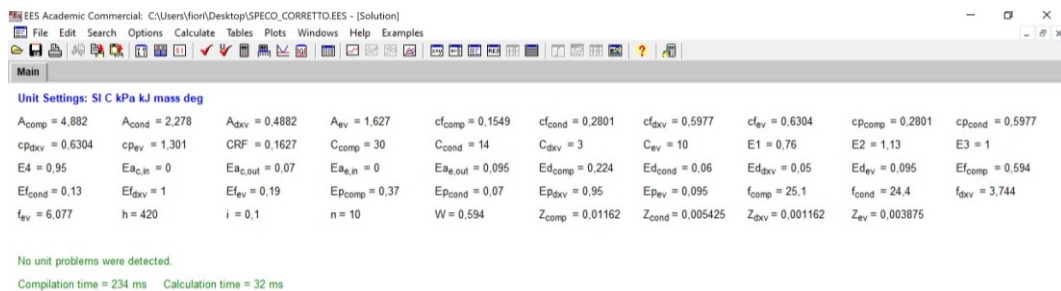 EES Academic Commercial: C:\Users\fiori\Desktop\SPECO_CORRETTO.EES - [Solution]
File Edit Search Options Calculate Tables Plots Windows Help Examples
Main
Unit Settings: SI C kPa kJ mass deg
Acomp = 4,882 Acond = 2,278 Adxv = 0,4882 Aev = 1,627 cfcomp = 0,1549 cfcond = 0,2801 cfdxv = 0,5977 cfev = 0,6304 cpcomp = 0,2801 cpcond = 0,5977
cpdxv = 0,6304 cpev = 1,301 CRF = 0,1627 Ccomp = 30 Ccond = 14 Cdxv = 3 Cev = 10 E1 = 0,76 E2 = 1,13 E3 = 1
E4 = 0,95 Eac,in = 0 Eac,out = 0,07 Eae,in = 0 Eae,out = 0,095 Edcomp = 0,224 Edcond = 0,06 Eddxv = 0,05 Edev = 0,095 Efcomp = 0,594
Efcond = 0,13 Efdxv = 1 Efev = 0,19 Epcomp = 0,37 Epcond = 0,07 Epdxv = 0,95 Epev = 0,095 fcomp = 25,1 fcond = 24,4 fdxv = 3,744
fev = 6,077 h = 420 i = 0,1 n = 10 W = 0,594 Zcomp = 0,01162 Zcond = 0,005425 Zdxv = 0,001162 Zev = 0,003875
No unit problems were detected.
Compilation time = 234 ms Calculation time = 32 ms